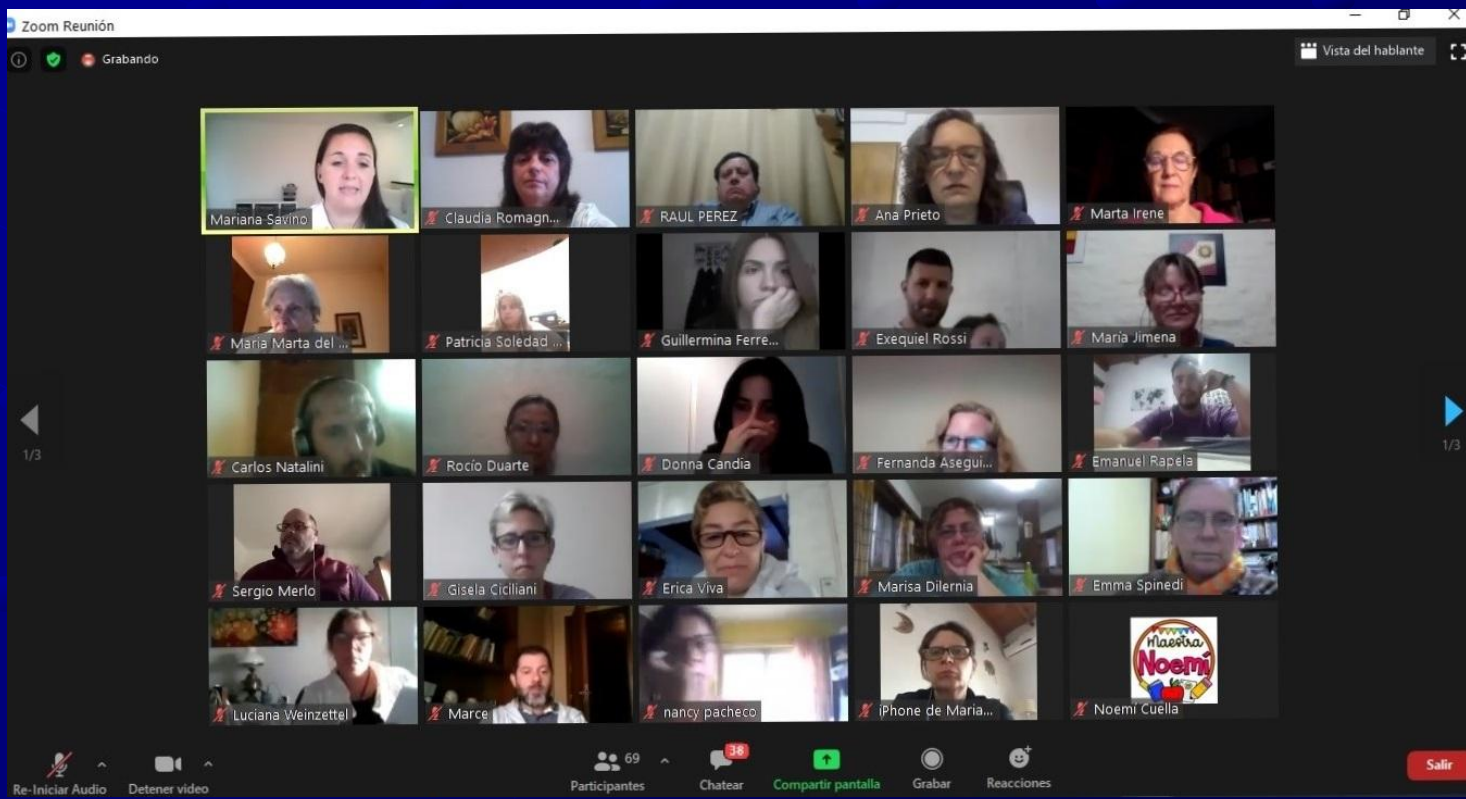 Zoom Reunión
Grabando
Vista del hablante
Mariana Savino
Claudia Romagn...
RAUL PEREZ
Ana Prieto
Marta Irene
Maria Marta del ...
Patricia Soledad ...
Guillermina Ferre...
Exequiel Rossi
María Jimena
1/3
1/3
Carlos Natalini
Rocío Duarte
Donna Candia
Fernanda Asegui...
Emanuel Rapela
Sergio Merlo
Gisela Ciciliani
Erica Viva
Marisa Dilernia
Emma Spinedi
Maestra
Noemí
Luciana Weinzettel
Marce
nancy pacheco
iPhone de Maria...
Noemi Cuella
Re-Iniciar Audio
Detener video
69
Participantes
38
Chatear
Compartir pantalla
Grabar
Reacciones
Salir